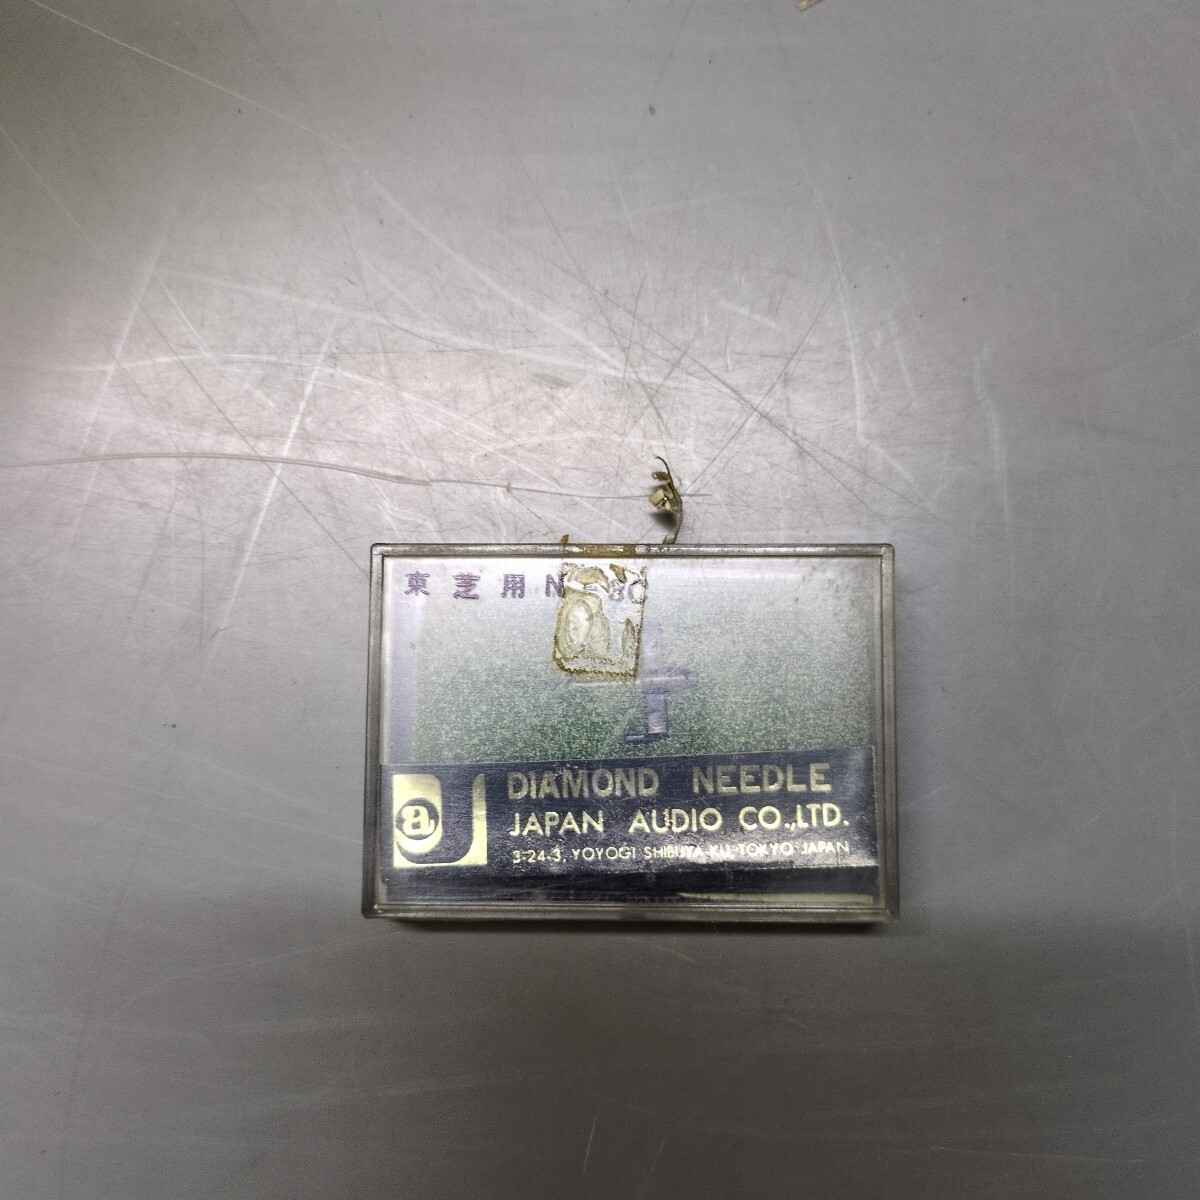 東芝用 N
a
DIAMOND NEEDLE
JAPAN AUDIO CO.,LTD.
3-24-3, YOYOGI SHIBUYA-KU, TOKYO JAPAN